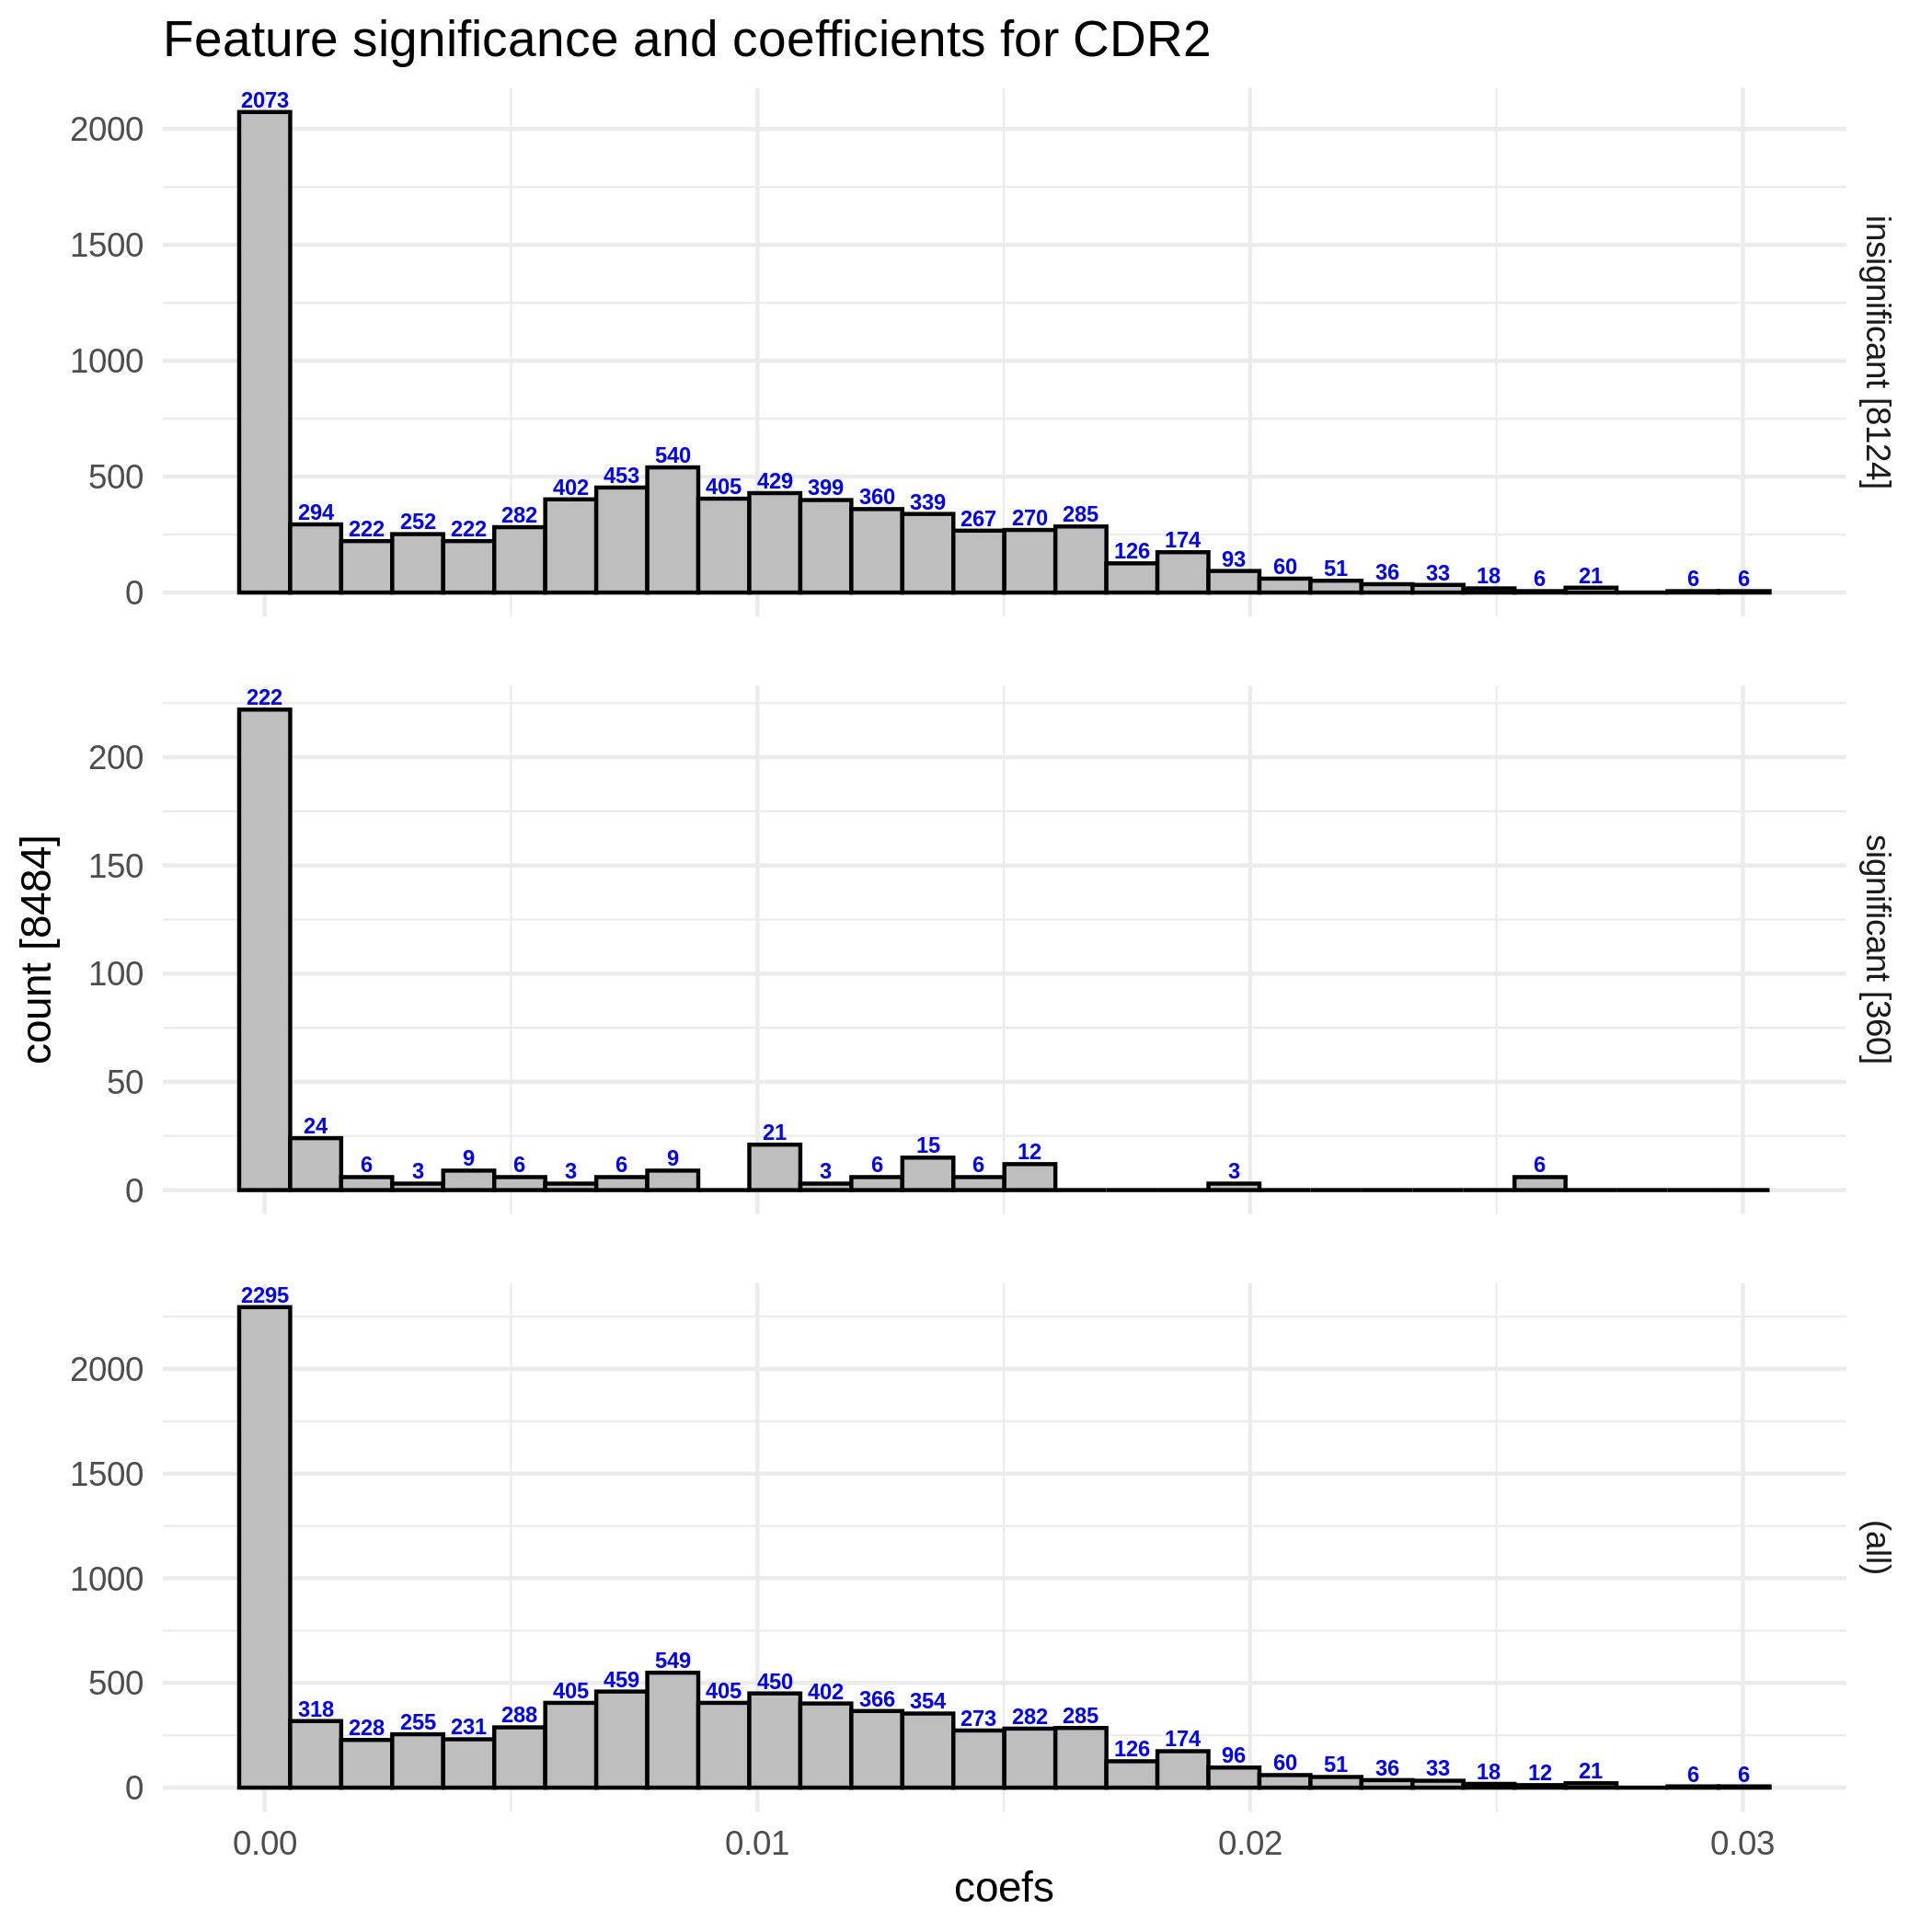 Feature significance and coefficients for CDR2
2073
2000
1500
1000
500
0
294 222 252 222 282 402 453 540 405 429 399 360 339 267 270 285 126 174 93 60 51 36 33 18 6 21 6 6
insignificant [8124]
222
200
150
100
50
0
24 6 3 9 6 3 6 9 21 3 6 15 6 12 3 6
significant [360]
count [8484]
2295
2000
1500
1000
500
0
318 228 255 231 288 405 459 549 405 450 402 366 354 273 282 285 126 174 96 60 51 36 33 18 12 21 6 6
(all)
0.00 0.01 0.02 0.03
coefs